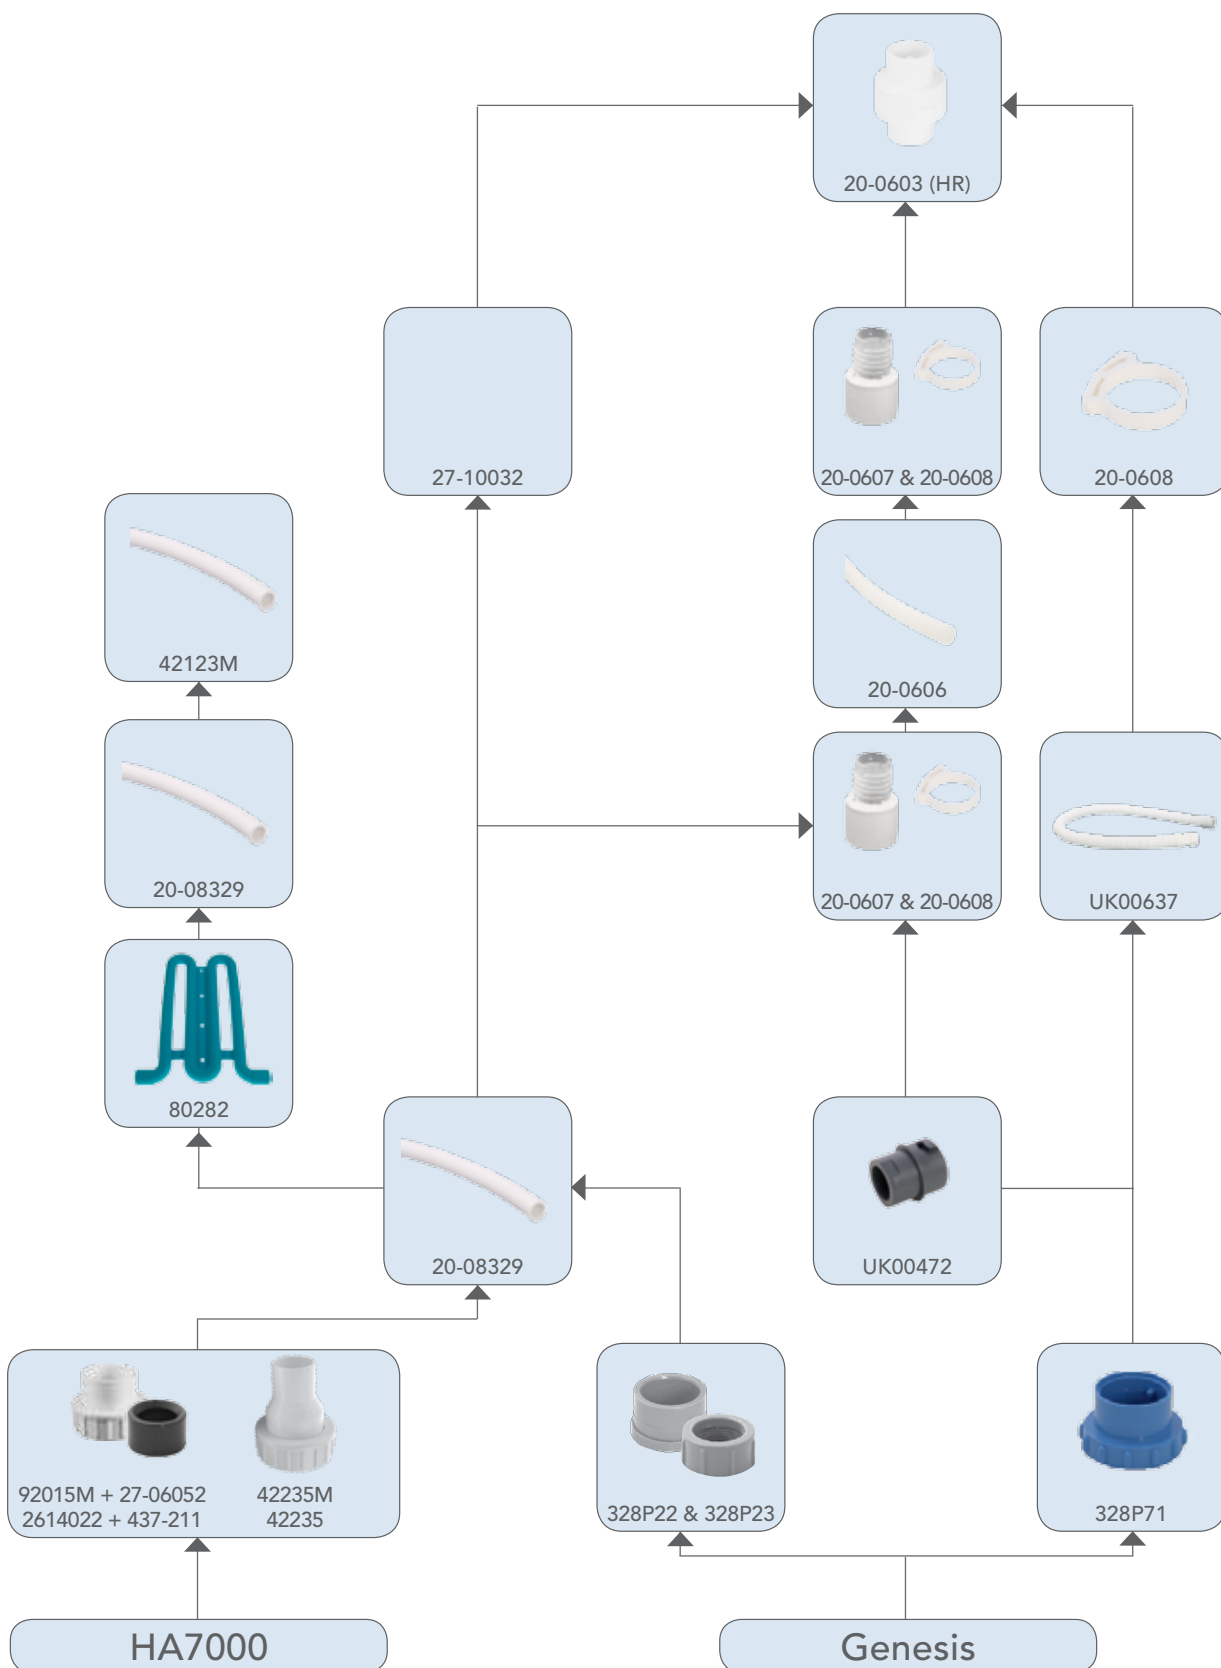 20-0603 (HR)
27-10032
20-0607 & 20-0608
20-0608
42123M
20-0606
20-08329
20-0607 & 20-0608
UK00637
80282
20-08329
UK00472
92015M + 27-06052
2614022 + 437-211
42235M
42235
328P22 & 328P23
328P71
HA7000
Genesis